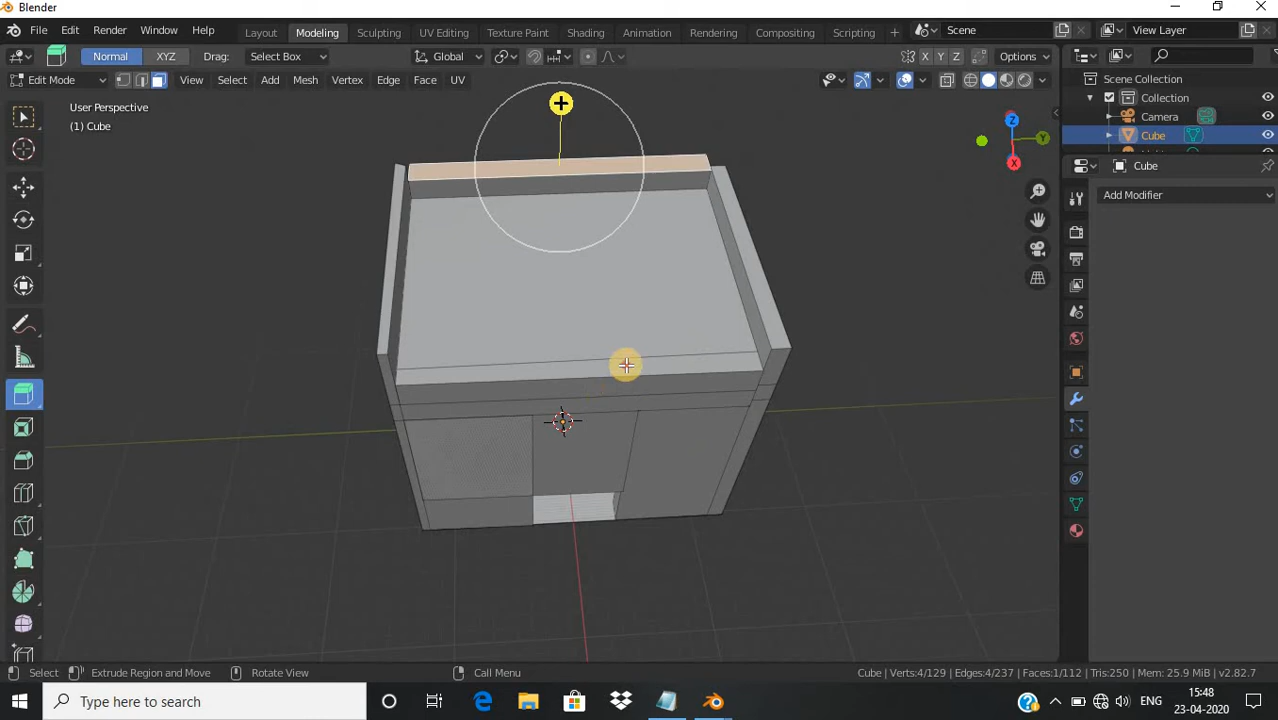 Blender
File Edit Render Window Help Layout Modeling Sculpting UV Editing Texture Paint Shading Animation Rendering Compositing Scripting + Scene View Layer
Normal XYZ Drag: Select Box Global X Y Z Options
Edit Mode View Select Add Mesh Vertex Edge Face UV Scene Collection
User Perspective Collection
(1) Cube Camera
Z
Y Cube
X
Cube
Add Modifier
Select Extrude Region and Move Rotate View Call Menu Cube | Verts:4/129 | Edges:4/237 | Faces:1/112 | Tris:250 | Mem: 25.9 MiB | v2.82.7
Type here to search ENG 15:48
23-04-2020